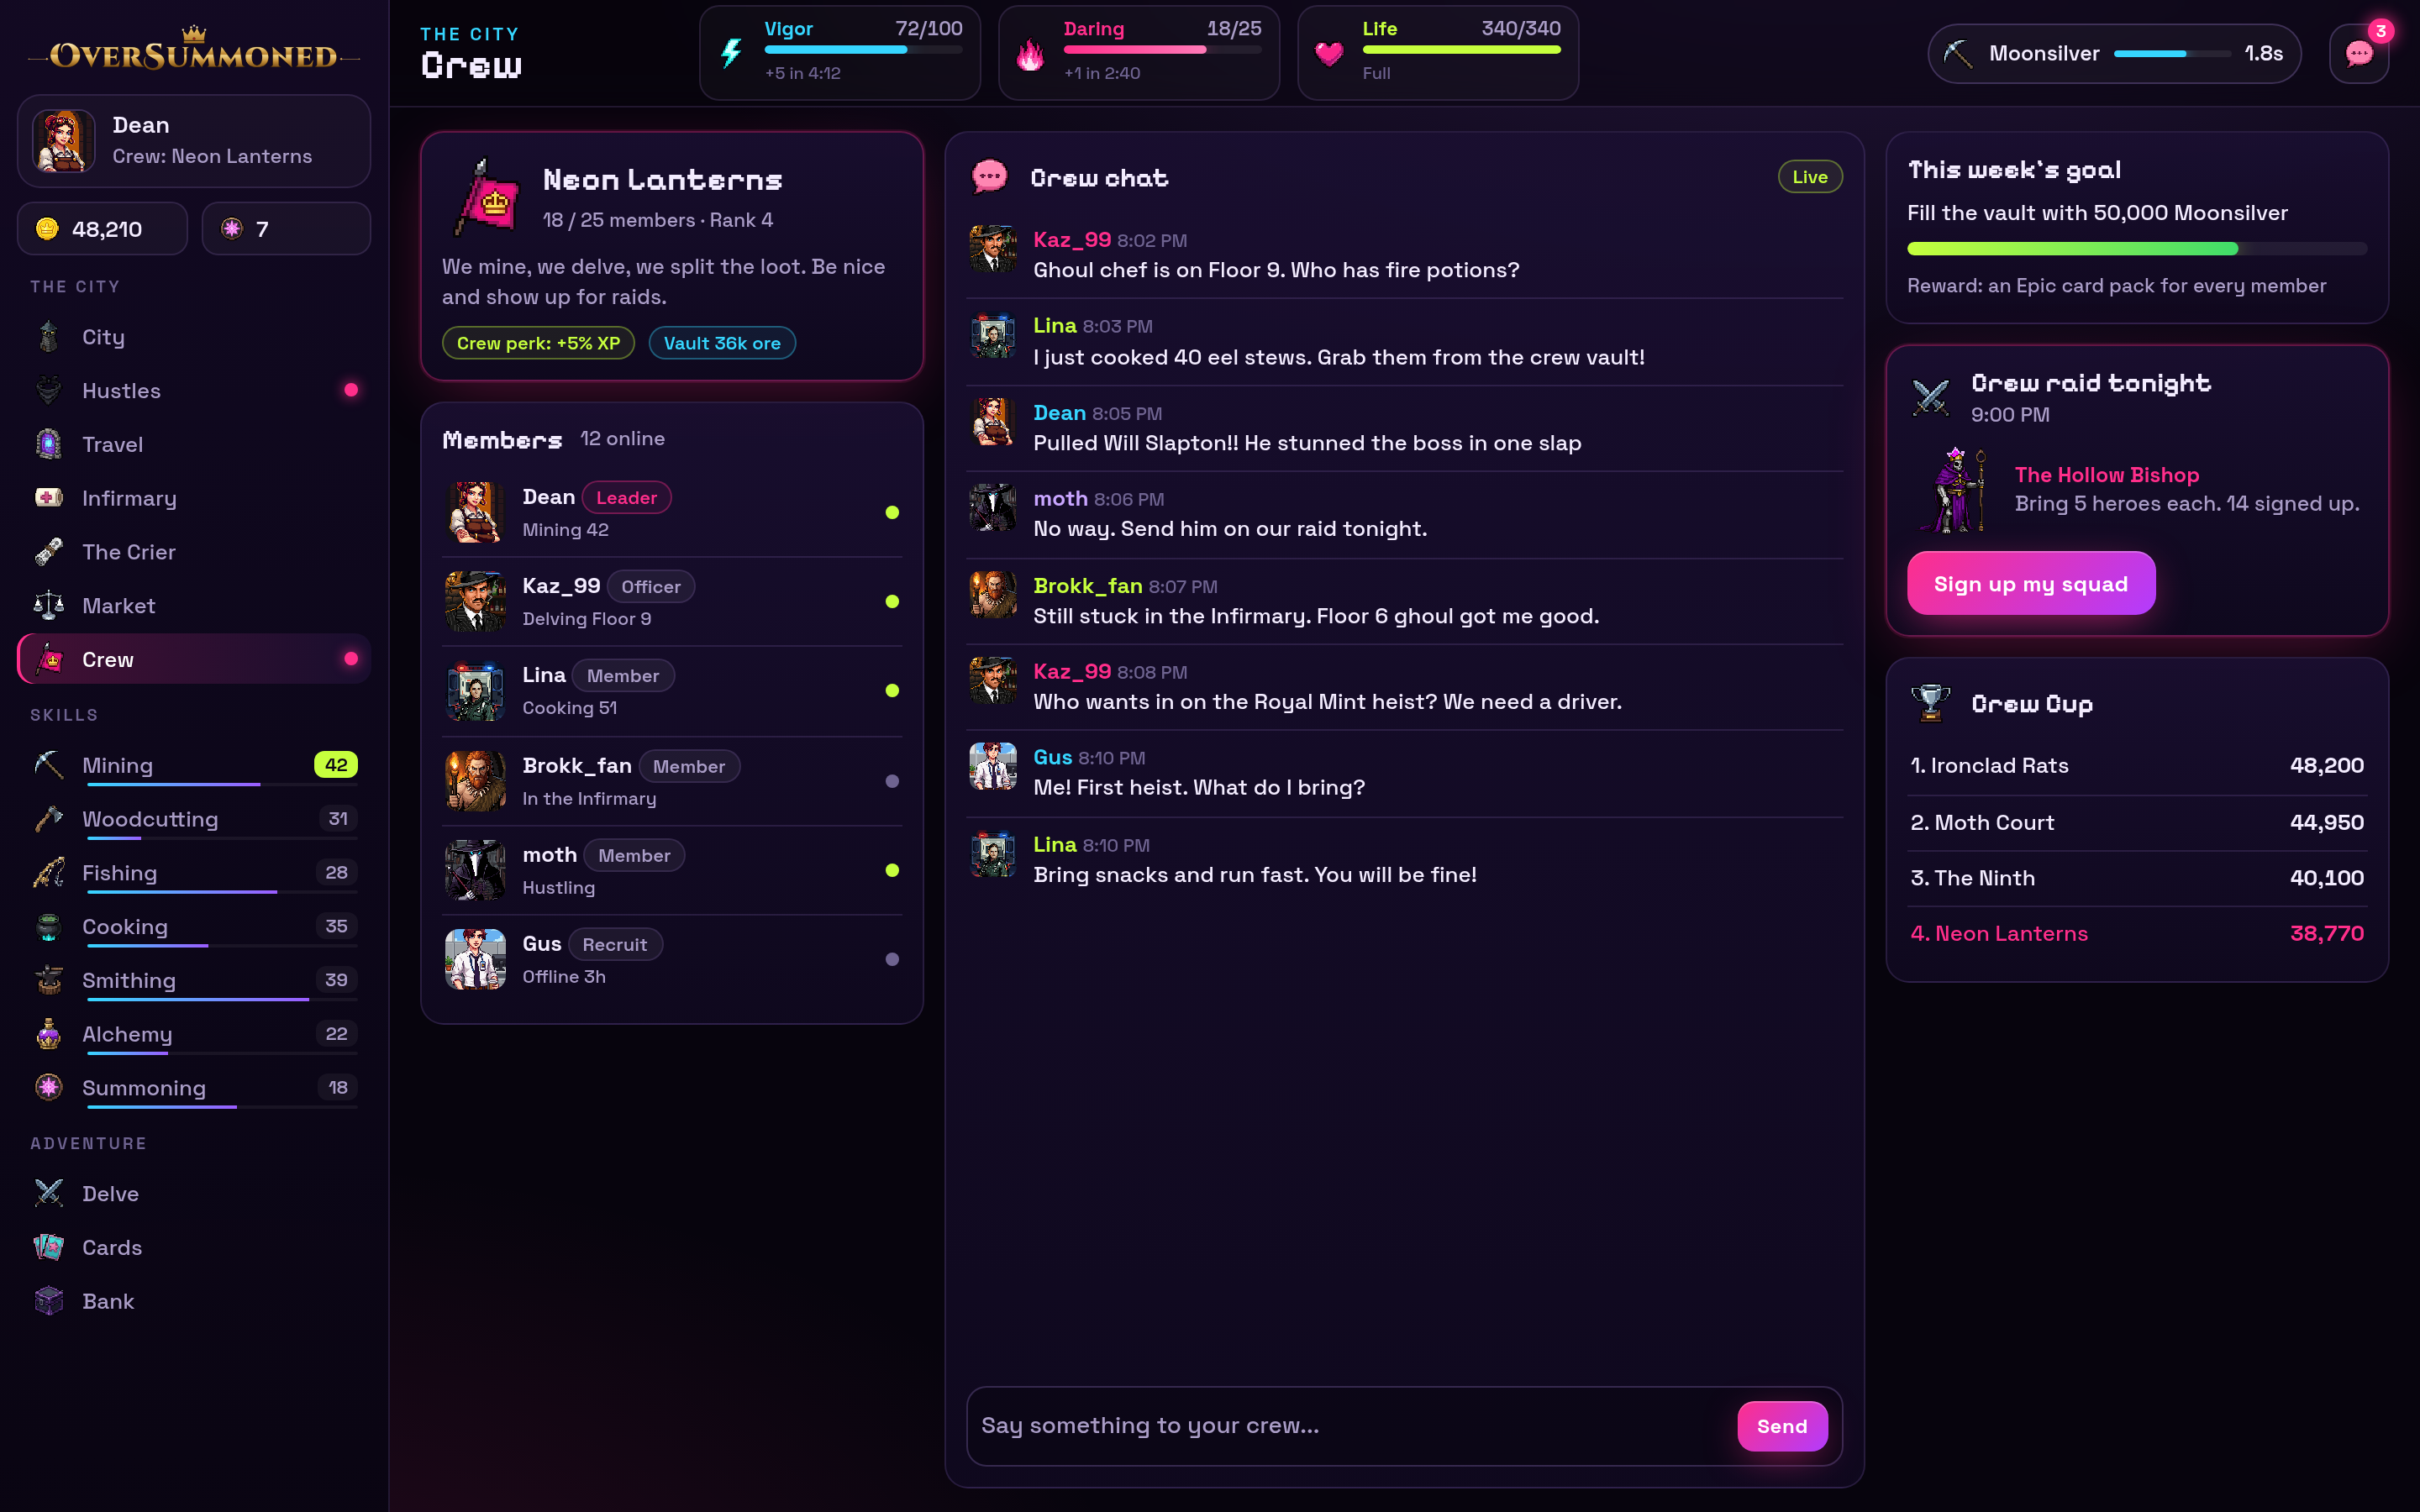 OVERSUMMONED
Dean
Crew: Neon Lanterns
48,210
7
THE CITY
City
Hustles
Travel
Infirmary
The Crier
Market
Crew
SKILLS
Mining 42
Woodcutting 31
Fishing 28
Cooking 35
Smithing 39
Alchemy 22
Summoning 18
ADVENTURE
Delve
Cards
Bank
THE CITY
Crew
Vigor 72/100
+5 in 4:12
Daring 18/25
+1 in 2:40
Life 340/340
Full
Moonsilver 1.8s
3
Neon Lanterns
18 / 25 members · Rank 4
We mine, we delve, we split the loot. Be nice
and show up for raids.
Crew perk: +5% XP
Vault 36k ore
Members 12 online
Dean Leader
Mining 42
Kaz_99 Officer
Delving Floor 9
Lina Member
Cooking 51
Brokk_fan Member
In the Infirmary
moth Member
Hustling
Gus Recruit
Offline 3h
Crew chat
Live
Kaz_99 8:02 PM
Ghoul chef is on Floor 9. Who has fire potions?
Lina 8:03 PM
I just cooked 40 eel stews. Grab them from the crew vault!
Dean 8:05 PM
Pulled Will Slapton!! He stunned the boss in one slap
moth 8:06 PM
No way. Send him on our raid tonight.
Brokk_fan 8:07 PM
Still stuck in the Infirmary. Floor 6 ghoul got me good.
Kaz_99 8:08 PM
Who wants in on the Royal Mint heist? We need a driver.
Gus 8:10 PM
Me! First heist. What do I bring?
Lina 8:10 PM
Bring snacks and run fast. You will be fine!
Say something to your crew...
Send
This week's goal
Fill the vault with 50,000 Moonsilver
Reward: an Epic card pack for every member
Crew raid tonight
9:00 PM
The Hollow Bishop
Bring 5 heroes each. 14 signed up.
Sign up my squad
Crew Cup
1. Ironclad Rats 48,200
2. Moth Court 44,950
3. The Ninth 40,100
4. Neon Lanterns 38,770